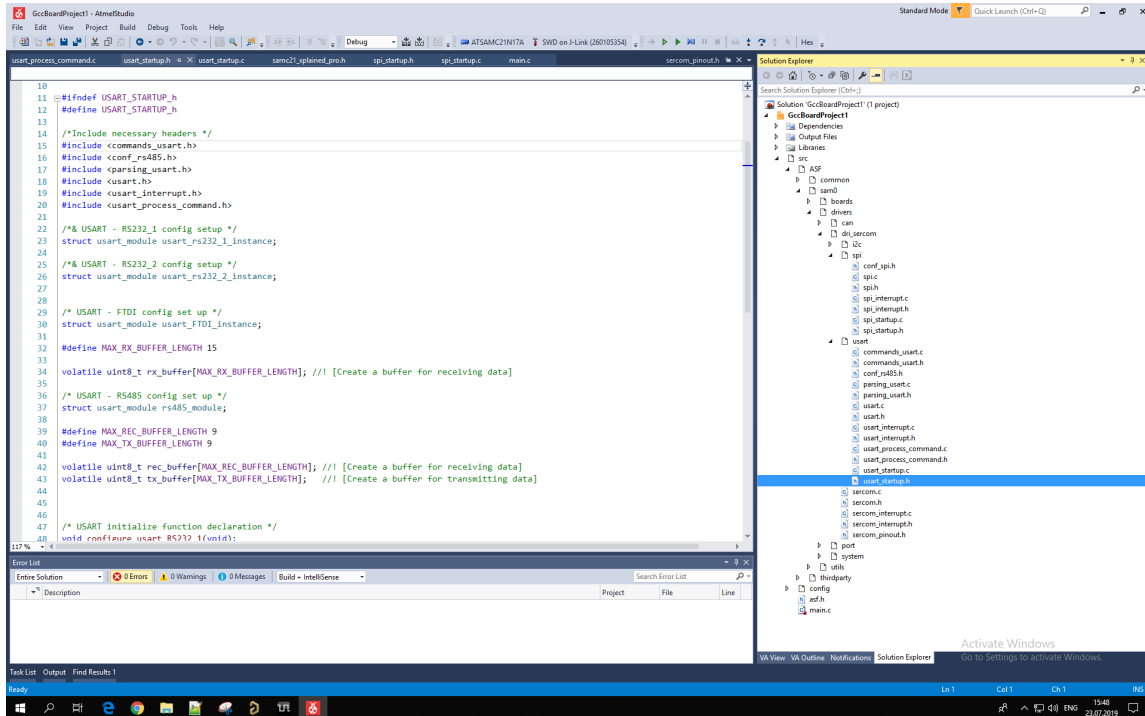 GccBoardProject1 - AtmelStudio
Standard Mode
Quick Launch (Ctrl+Q)
File Edit View Project Build Debug Tools Help
Debug
ATSAMC21N17A
SWD on J-Link (260105354)
Hex
usart_process_command.c
usart_startup.h
usart_startup.c
samc21_xplained_pro.h
spi_startup.h
spi_startup.c
main.c
sercom_pinout.h
10
11 #ifndef USART_STARTUP_h
12 #define USART_STARTUP_h
13
14 /*Include necessary headers */
15 #include <commands_usart.h>
16 #include <conf_rs485.h>
17 #include <parsing_usart.h>
18 #include <usart.h>
19 #include <usart_interrupt.h>
20 #include <usart_process_command.h>
21
22 /*& USART - RS232_1 config setup */
23 struct usart_module usart_rs232_1_instance;
24
25 /*& USART - RS232_2 config setup */
26 struct usart_module usart_rs232_2_instance;
27
28
29 /* USART - FTDI config set up */
30 struct usart_module usart_FTDI_instance;
31
32 #define MAX_RX_BUFFER_LENGTH 15
33
34 volatile uint8_t rx_buffer[MAX_RX_BUFFER_LENGTH]; //! [Create a buffer for receiving data]
35
36 /* USART - RS485 config set up */
37 struct usart_module rs485_module;
38
39 #define MAX_REC_BUFFER_LENGTH 9
40 #define MAX_TX_BUFFER_LENGTH 9
41
42 volatile uint8_t rec_buffer[MAX_REC_BUFFER_LENGTH]; //! [Create a buffer for receiving data]
43 volatile uint8_t tx_buffer[MAX_TX_BUFFER_LENGTH]; //! [Create a buffer for transmitting data]
44
45
46
47 /* USART initialize function declaration */
48 void configure_usart_RS232_1(void);
117 %
Error List
Entire Solution
0 Errors
0 Warnings
0 Messages
Build + IntelliSense
Search Error List
Description
Project
File
Line
Task List
Output
Find Results 1
Solution Explorer
Search Solution Explorer (Ctrl+;)
Solution 'GccBoardProject1' (1 project)
GccBoardProject1
Dependencies
Output Files
Libraries
src
ASF
common
sam0
boards
drivers
can
dri_sercom
i2c
spi
conf_spi.h
spi.c
spi.h
spi_interrupt.c
spi_interrupt.h
spi_startup.c
spi_startup.h
usart
commands_usart.c
commands_usart.h
conf_rs485.h
parsing_usart.c
parsing_usart.h
usart.c
usart.h
usart_interrupt.c
usart_interrupt.h
usart_process_command.c
usart_process_command.h
usart_startup.c
usart_startup.h
sercom.c
sercom.h
sercom_interrupt.c
sercom_interrupt.h
sercom_pinout.h
port
system
utils
thirdparty
config
asf.h
main.c
Activate Windows
Go to Settings to activate Windows.
VA View
VA Outline
Notifications
Solution Explorer
Ready
Ln 1
Col 1
Ch 1
INS
ENG
15:48
23.07.2019